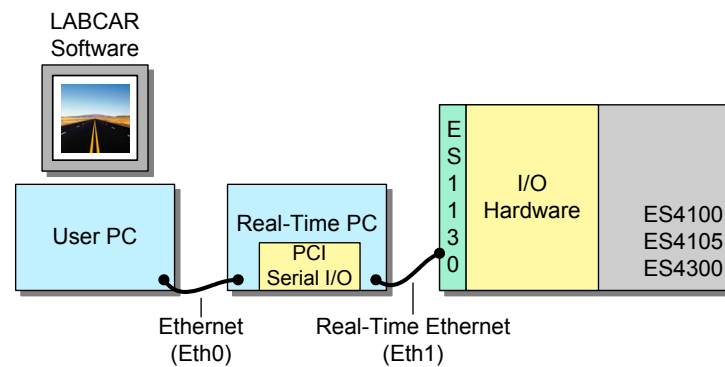 LABCAR
Software
User PC
Real-Time PC
PCI
Serial I/O
E
S
1
1
3
0
I/O
Hardware
ES4100
ES4105
ES4300
Ethernet
(Eth0)
Real-Time Ethernet
(Eth1)